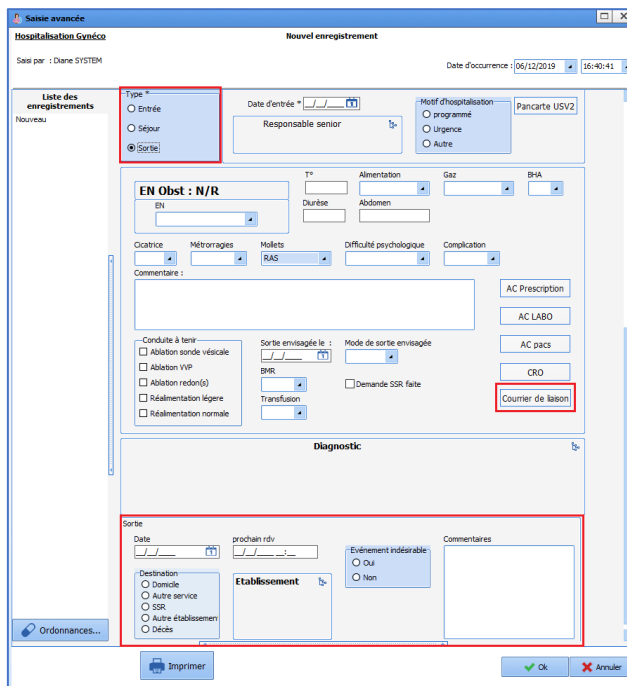 Saisie avancée
Hospitalisation Gynéco
Nouvel enregistrement
Saisi par : Diane SYSTEM
Date d'occurrence : 06/12/2019 16:40:41
Liste des enregistrements
Nouveau
Type *
Entrée
Séjour
Sortie
Date d'entrée * __/__/____
Responsable senior
Motif d'hospitalisation
programmé
Urgence
Autre
Pancarte USV2
EN Obst : N/R
EN
T°
Alimentation
Gaz
BHA
Diurèse
Abdomen
Cicatrice
Métrorragies
Mollets
RAS
Difficulté psychologique
Complication
Commentaire :
AC Prescription
AC LABO
AC pacs
CRO
Courrier de liaison
Conduite à tenir
Ablation sonde vésicale
Ablation VVP
Ablation redon(s)
Réalimentation légere
Réalimentation normale
Sortie envisagée le :
__/__/____
BMR
Transfusion
Mode de sortie envisagée
Demande SSR faite
Diagnostic
Sortie
Date
__/__/____
prochain rdv
__/__/____ __:__
Destination
Domicile
Autre service
SSR
Autre établissemen
Décès
Etablissement
Evénement indésirable
Oui
Non
Commentaires
Ordonnances...
Imprimer
Ok
Annuler